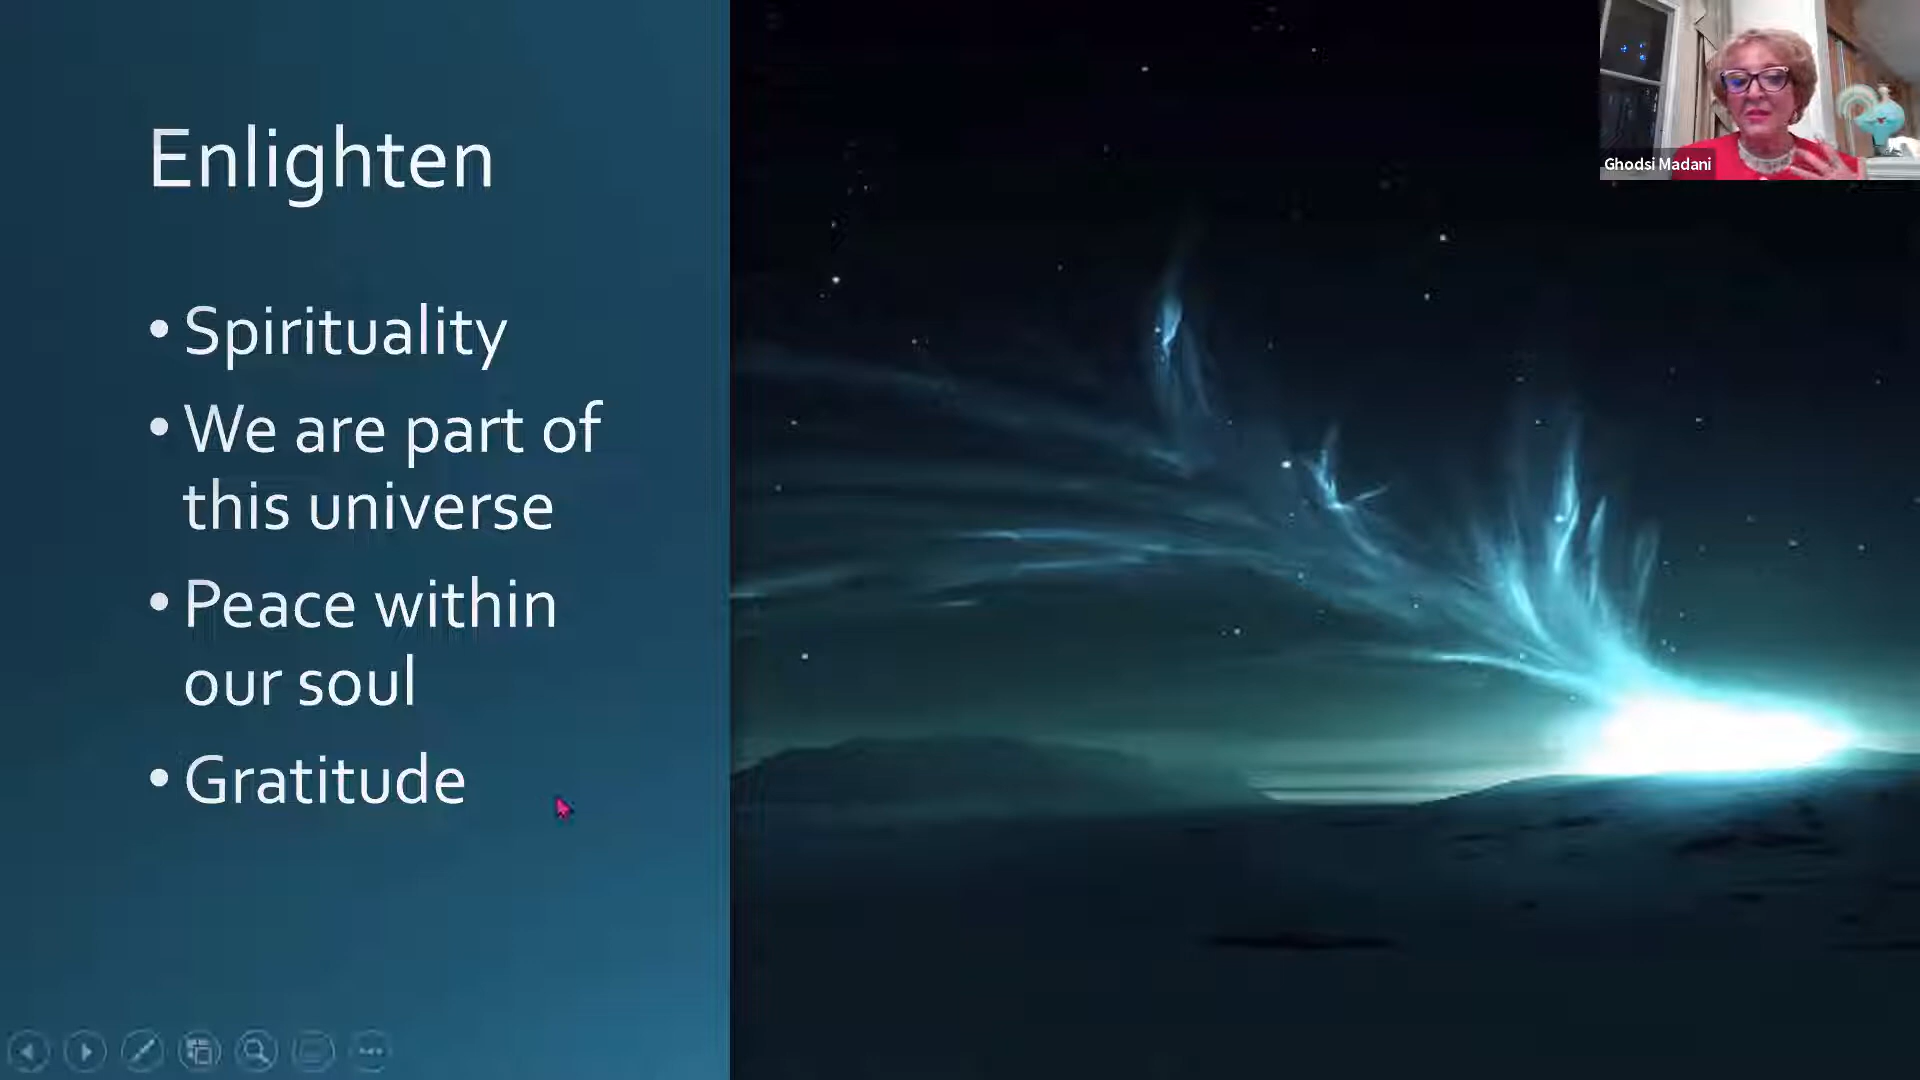 Enlighten
• Spirituality
• We are part of
this universe
• Peace within
our soul
• Gratitude
Ghodsi Madani